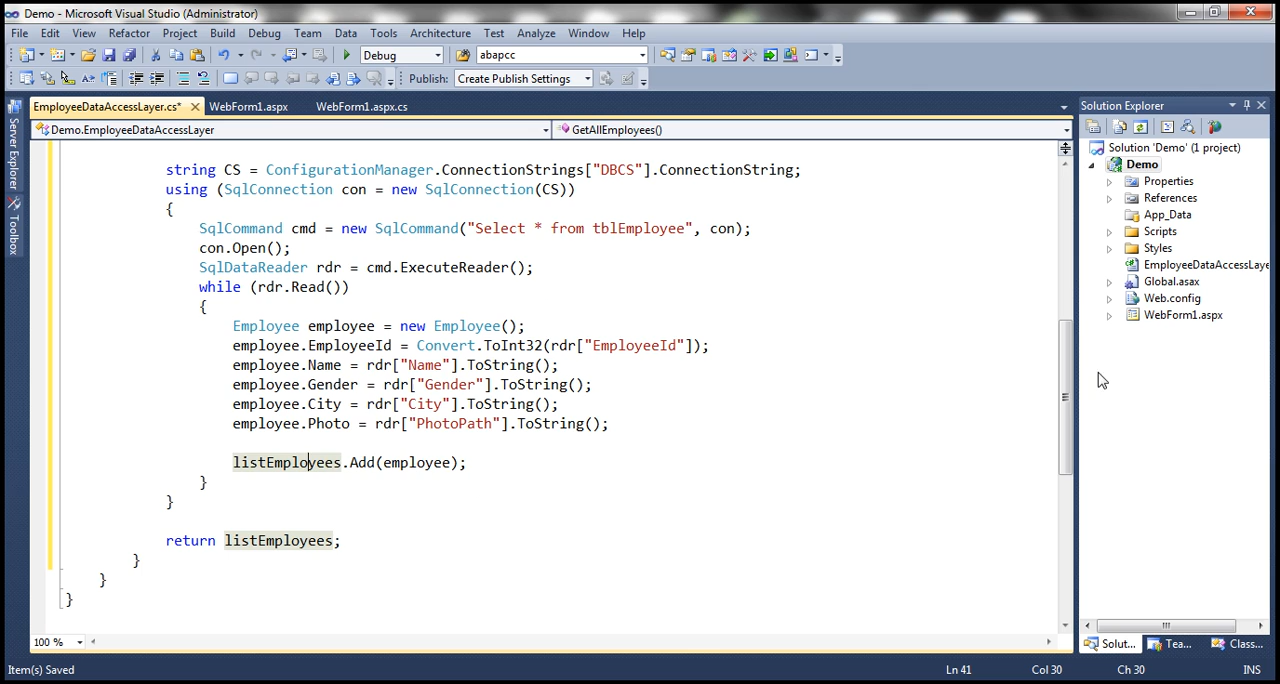 Demo - Microsoft Visual Studio (Administrator)
File Edit View Refactor Project Build Debug Team Data Tools Architecture Test Analyze Window Help
Debug abapcc
Publish: Create Publish Settings
EmployeeDataAccessLayer.cs* WebForm1.aspx WebForm1.aspx.cs
Demo.EmployeeDataAccessLayer GetAllEmployees()
string CS = ConfigurationManager.ConnectionStrings["DBCS"].ConnectionString;
using (SqlConnection con = new SqlConnection(CS))
{
SqlCommand cmd = new SqlCommand("Select * from tblEmployee", con);
con.Open();
SqlDataReader rdr = cmd.ExecuteReader();
while (rdr.Read())
{
Employee employee = new Employee();
employee.EmployeeId = Convert.ToInt32(rdr["EmployeeId"]);
employee.Name = rdr["Name"].ToString();
employee.Gender = rdr["Gender"].ToString();
employee.City = rdr["City"].ToString();
employee.Photo = rdr["PhotoPath"].ToString();
listEmployees.Add(employee);
}
}
return listEmployees;
}
}
}
100 %
Server Explorer
Toolbox
Solution Explorer
Solution 'Demo' (1 project)
Demo
Properties
References
App_Data
Scripts
Styles
EmployeeDataAccessLaye
Global.asax
Web.config
WebForm1.aspx
Solut... Tea... Class...
Item(s) Saved Ln 41 Col 30 Ch 30 INS